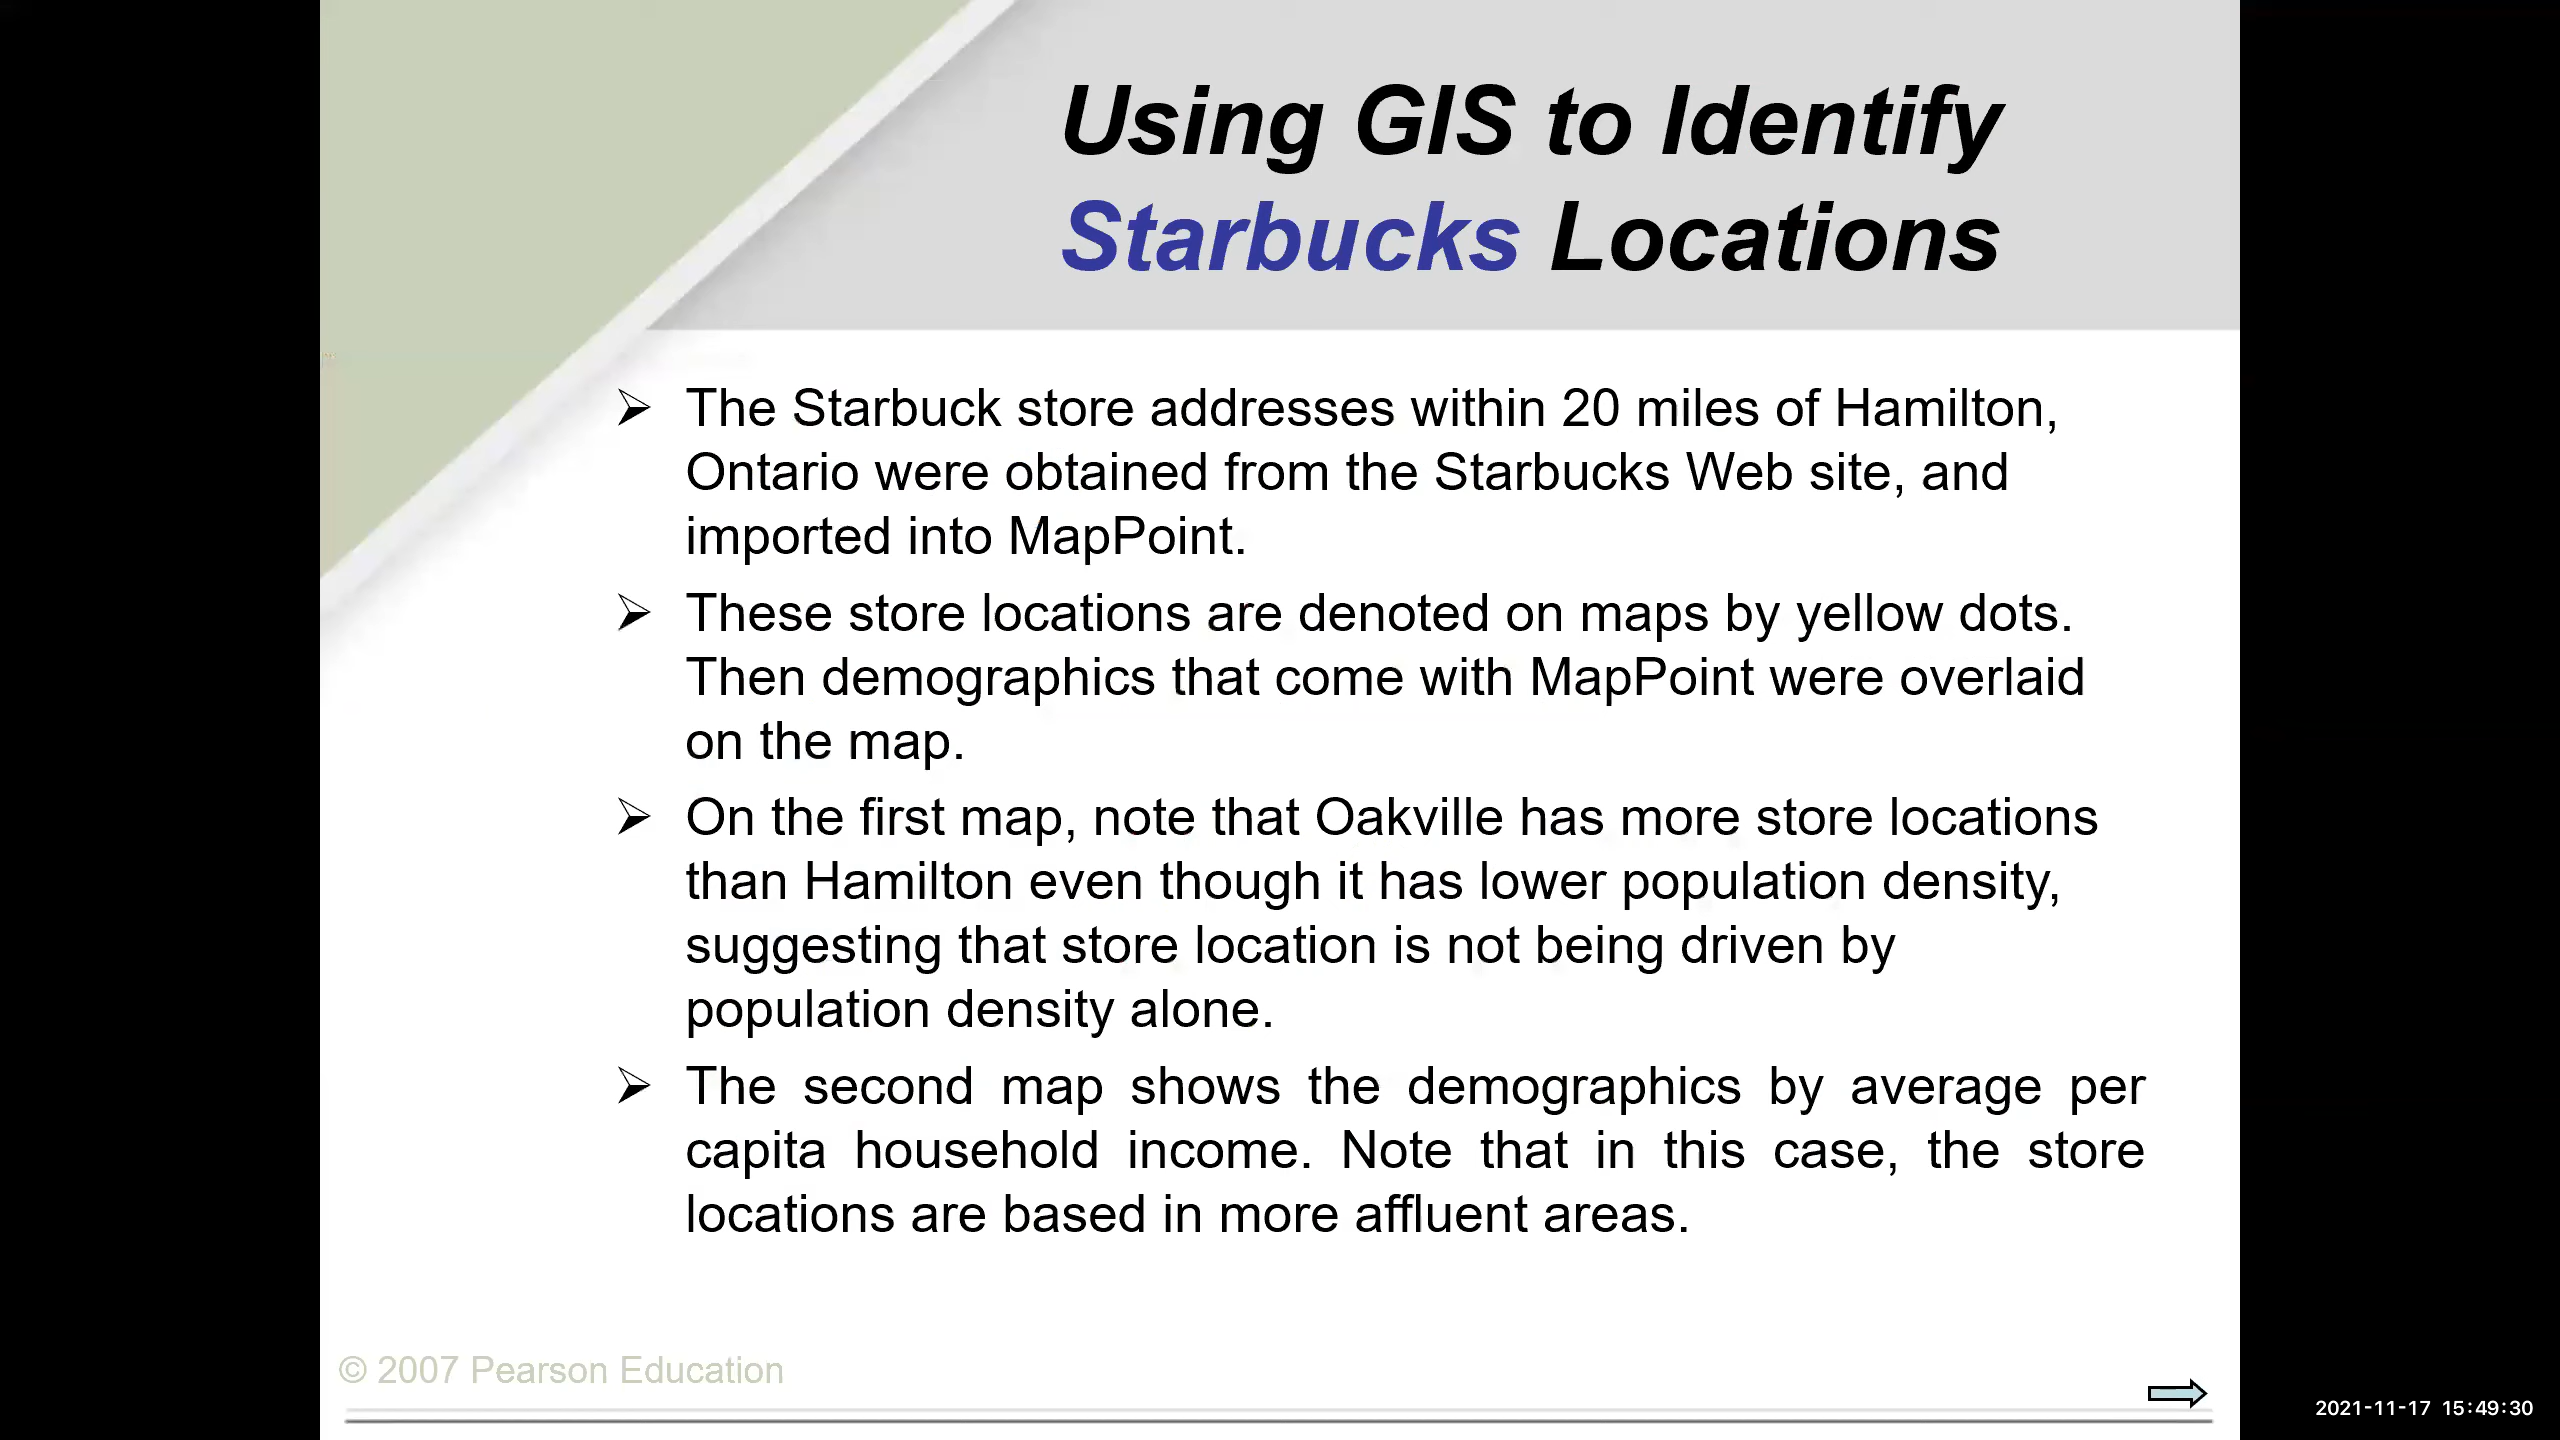 Using GIS to Identify
Starbucks Locations
➢ The Starbuck store addresses within 20 miles of Hamilton,
Ontario were obtained from the Starbucks Web site, and
imported into MapPoint.
➢ These store locations are denoted on maps by yellow dots.
Then demographics that come with MapPoint were overlaid
on the map.
➢ On the first map, note that Oakville has more store locations
than Hamilton even though it has lower population density,
suggesting that store location is not being driven by
population density alone.
➢ The second map shows the demographics by average per
capita household income. Note that in this case, the store
locations are based in more affluent areas.
© 2007 Pearson Education
2021-11-17 15:49:30